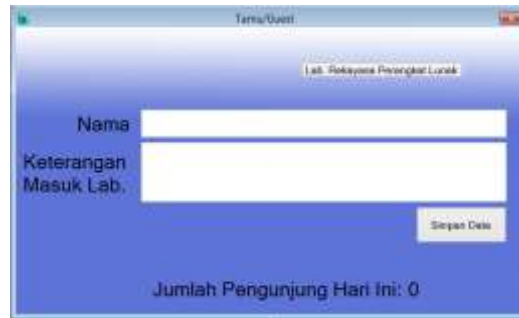 Tamu/Guest
Lab. Rekayasa Perangkat Lunak
Nama
Keterangan
Masuk Lab.
Simpan Data
Jumlah Pengunjung Hari Ini: 0